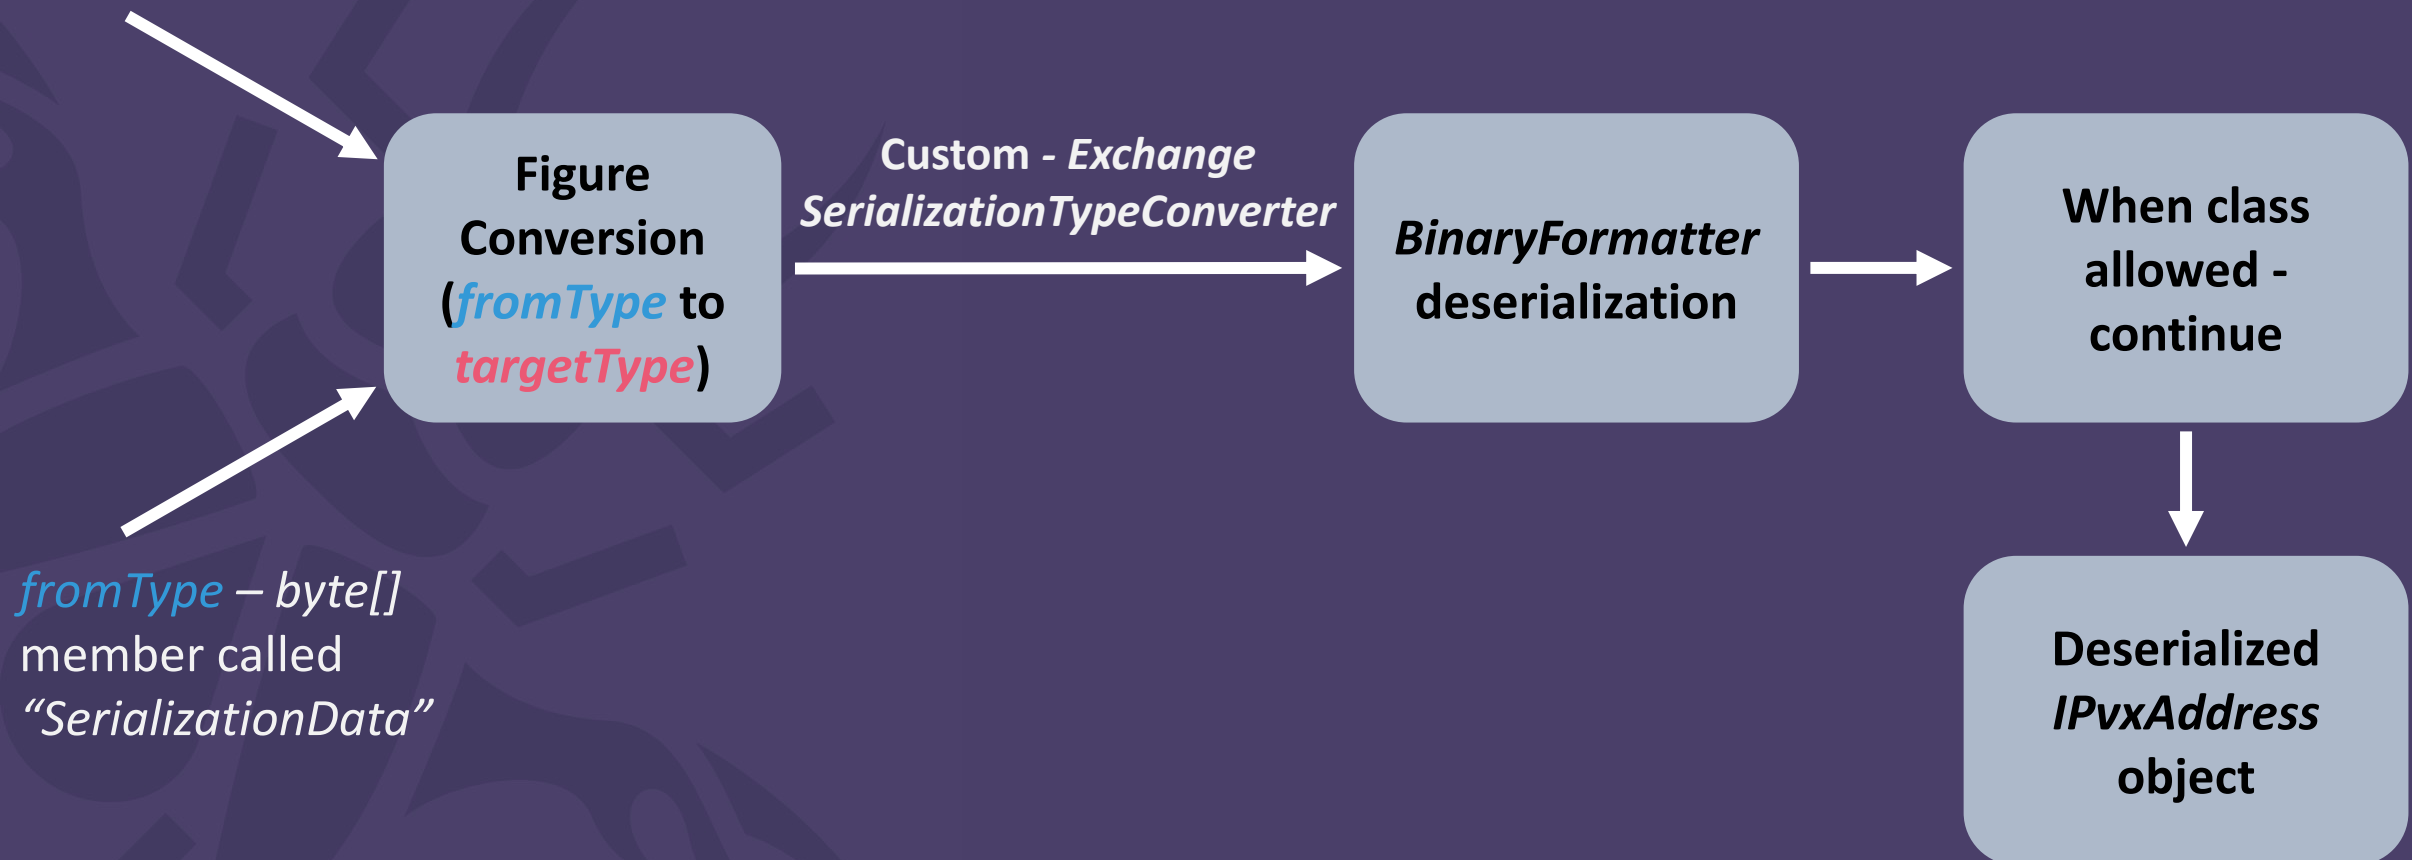 Figure
Conversion
(fromType to
targetType)
Custom - Exchange
SerializationTypeConverter
BinaryFormatter
deserialization
When class
allowed -
continue
fromType – byte[]
member called
“SerializationData”
Deserialized
IPvxAddress
object